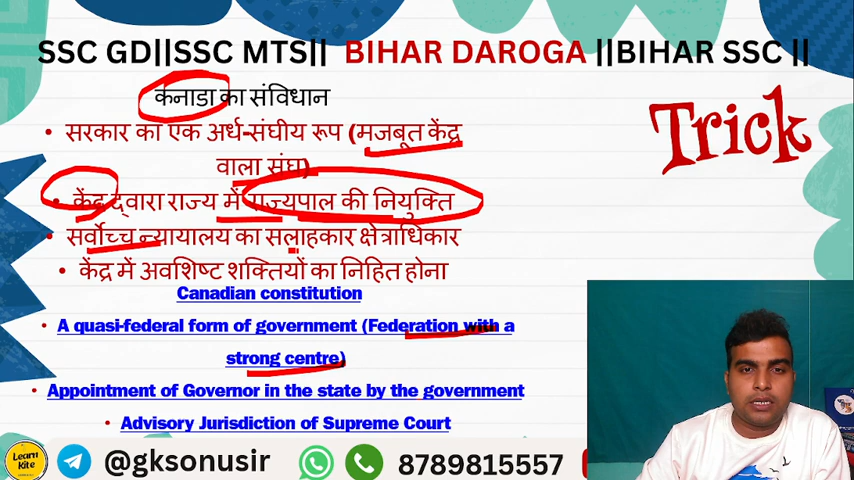 SSC GD||SSC MTS|| BIHAR DAROGA ||BIHAR SSC ||
कनाडा का संविधान
Trick
• सरकार का एक अर्ध-संघीय रूप (मजबूत केंद्र
वाला संघ)
• केंद्र द्वारा राज्य में राज्यपाल की नियुक्ति
• सर्वोच्च न्यायालय का सलाहकार क्षेत्राधिकार
• केंद्र में अवशिष्ट शक्तियों का निहित होना
Canadian constitution
• A quasi-federal form of government (Federation with a
strong centre)
• Appointment of Governor in the state by the government
• Advisory Jurisdiction of Supreme Court
Learn
Kite
@gksonusir
8789815557